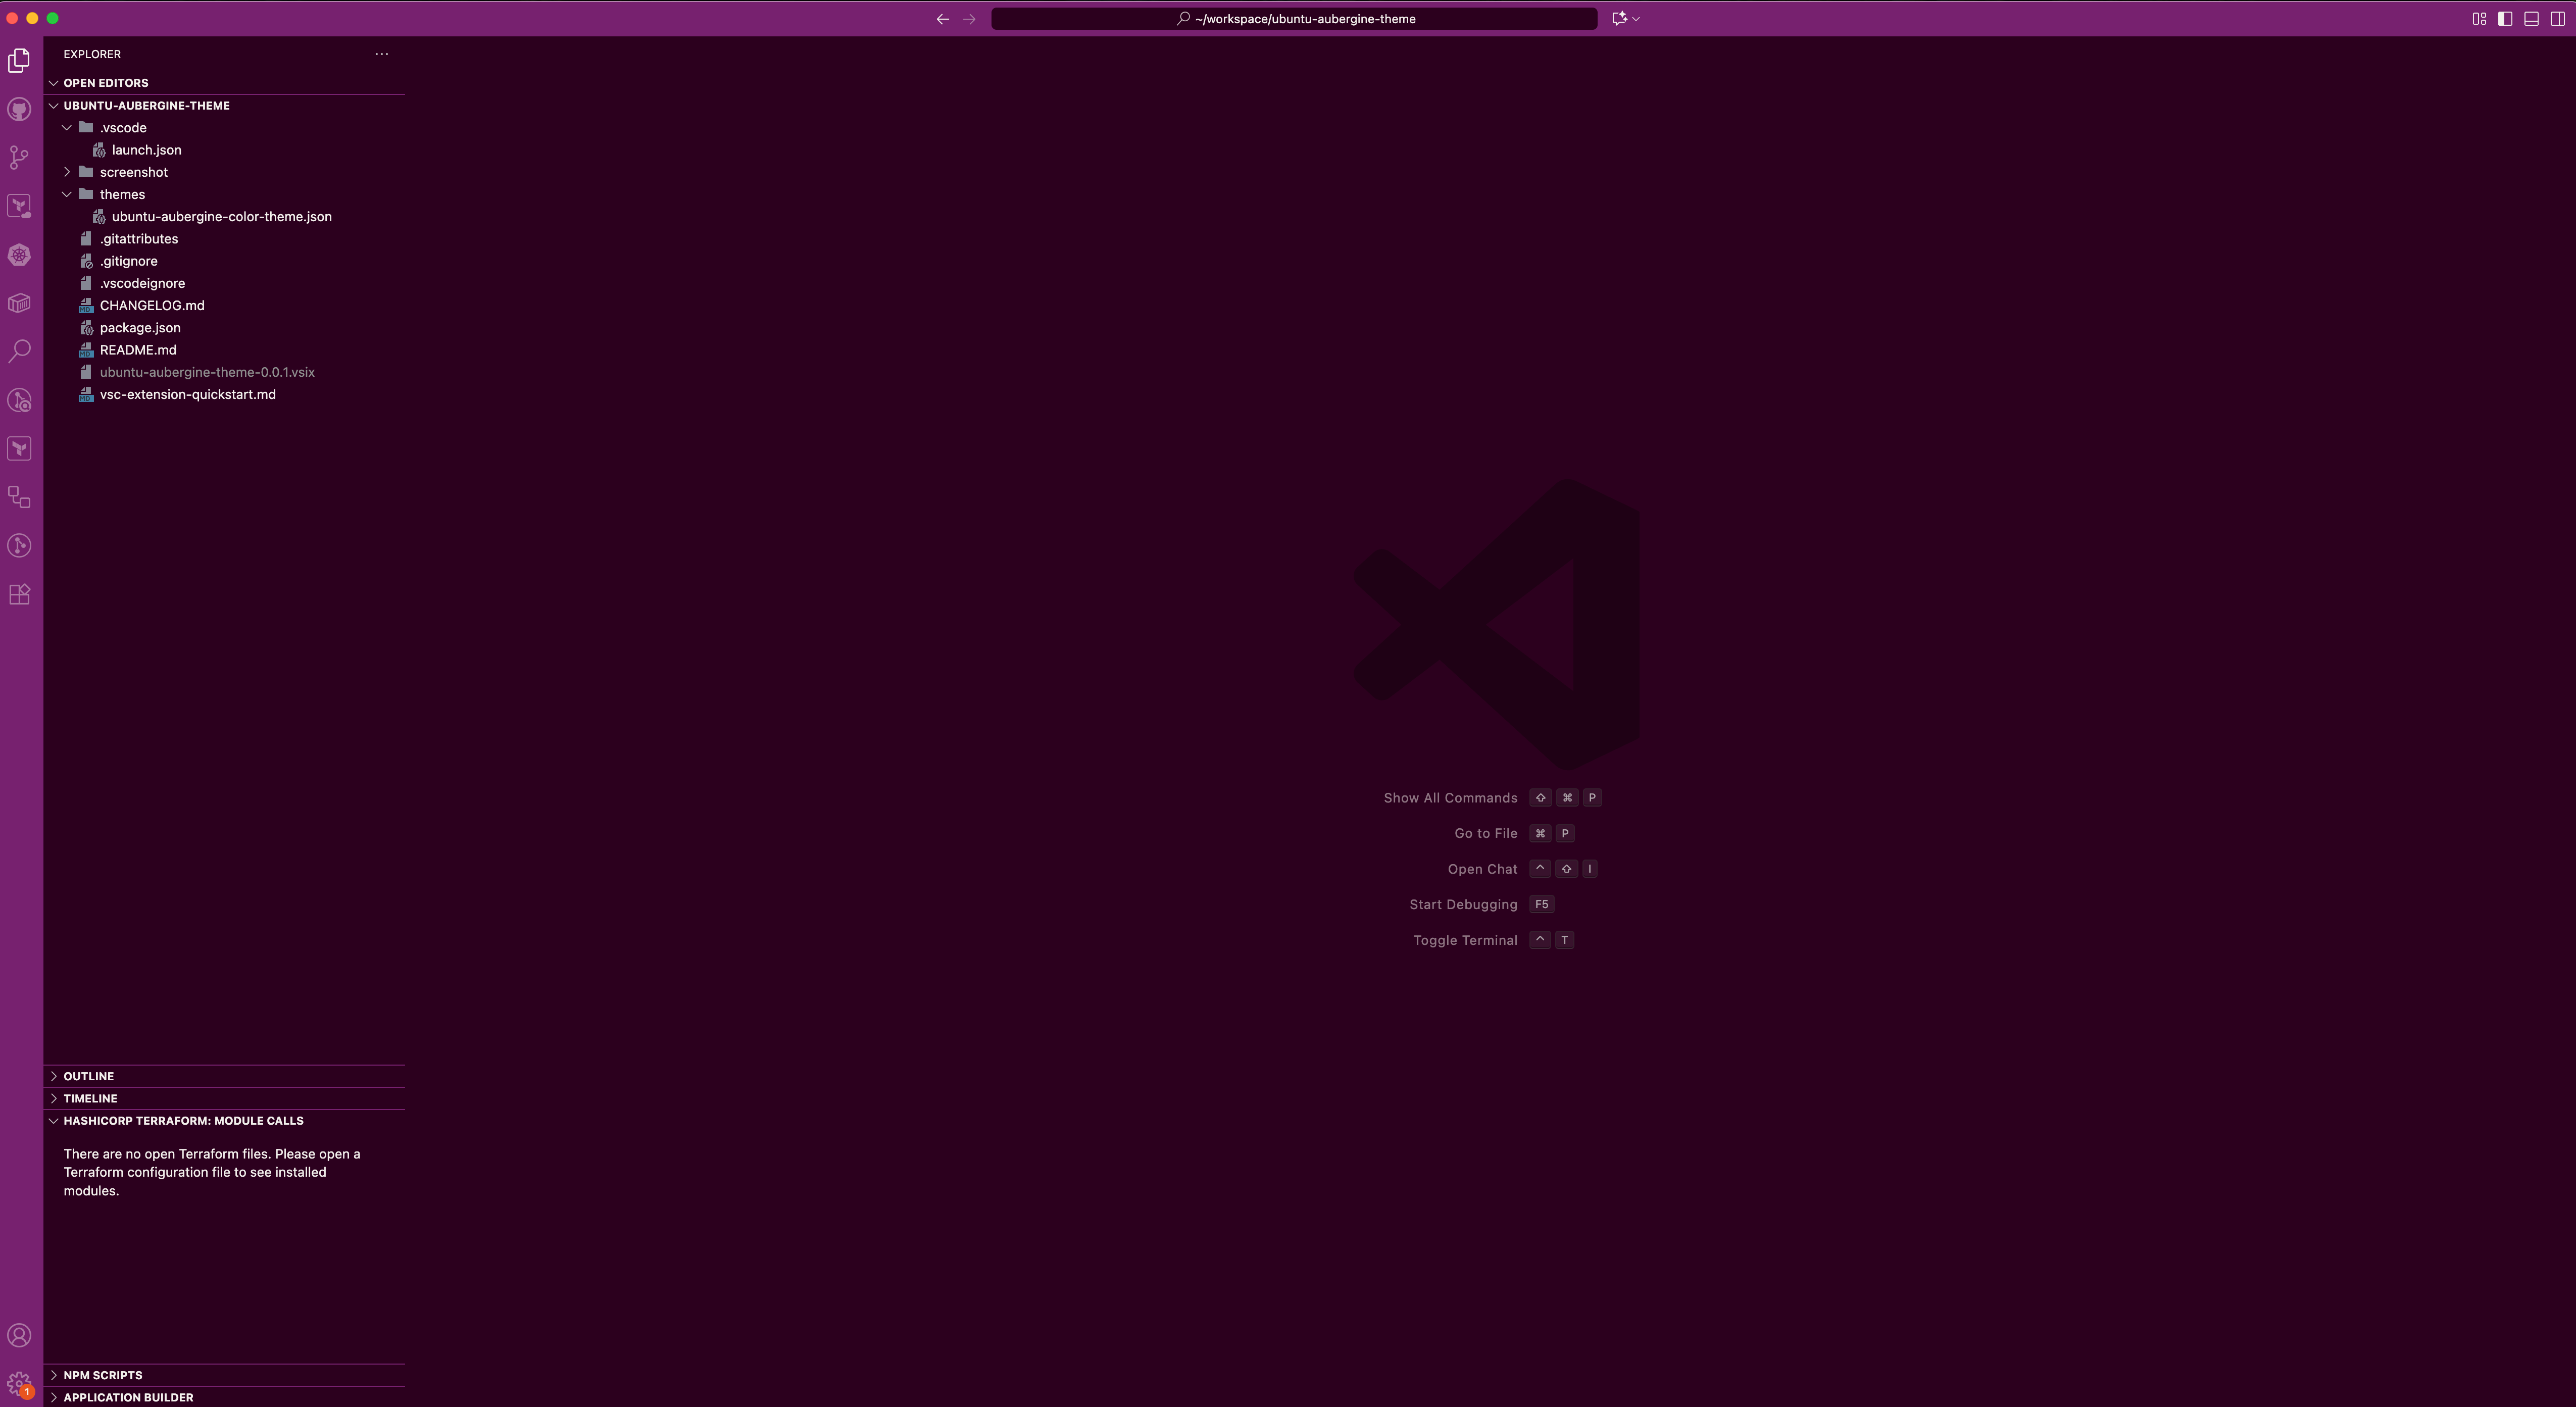 ~/workspace/ubuntu-aubergine-theme
EXPLORER
OPEN EDITORS
UBUNTU-AUBERGINE-THEME
.vscode
launch.json
screenshot
themes
ubuntu-aubergine-color-theme.json
.gitattributes
.gitignore
.vscodeignore
CHANGELOG.md
package.json
README.md
ubuntu-aubergine-theme-0.0.1.vsix
vsc-extension-quickstart.md
Show All Commands ⇧ ⌘ P
Go to File ⌘ P
Open Chat ^ ⇧ I
Start Debugging F5
Toggle Terminal ^ T
OUTLINE
TIMELINE
HASHICORP TERRAFORM: MODULE CALLS
There are no open Terraform files. Please open a
Terraform configuration file to see installed
modules.
NPM SCRIPTS
1
APPLICATION BUILDER